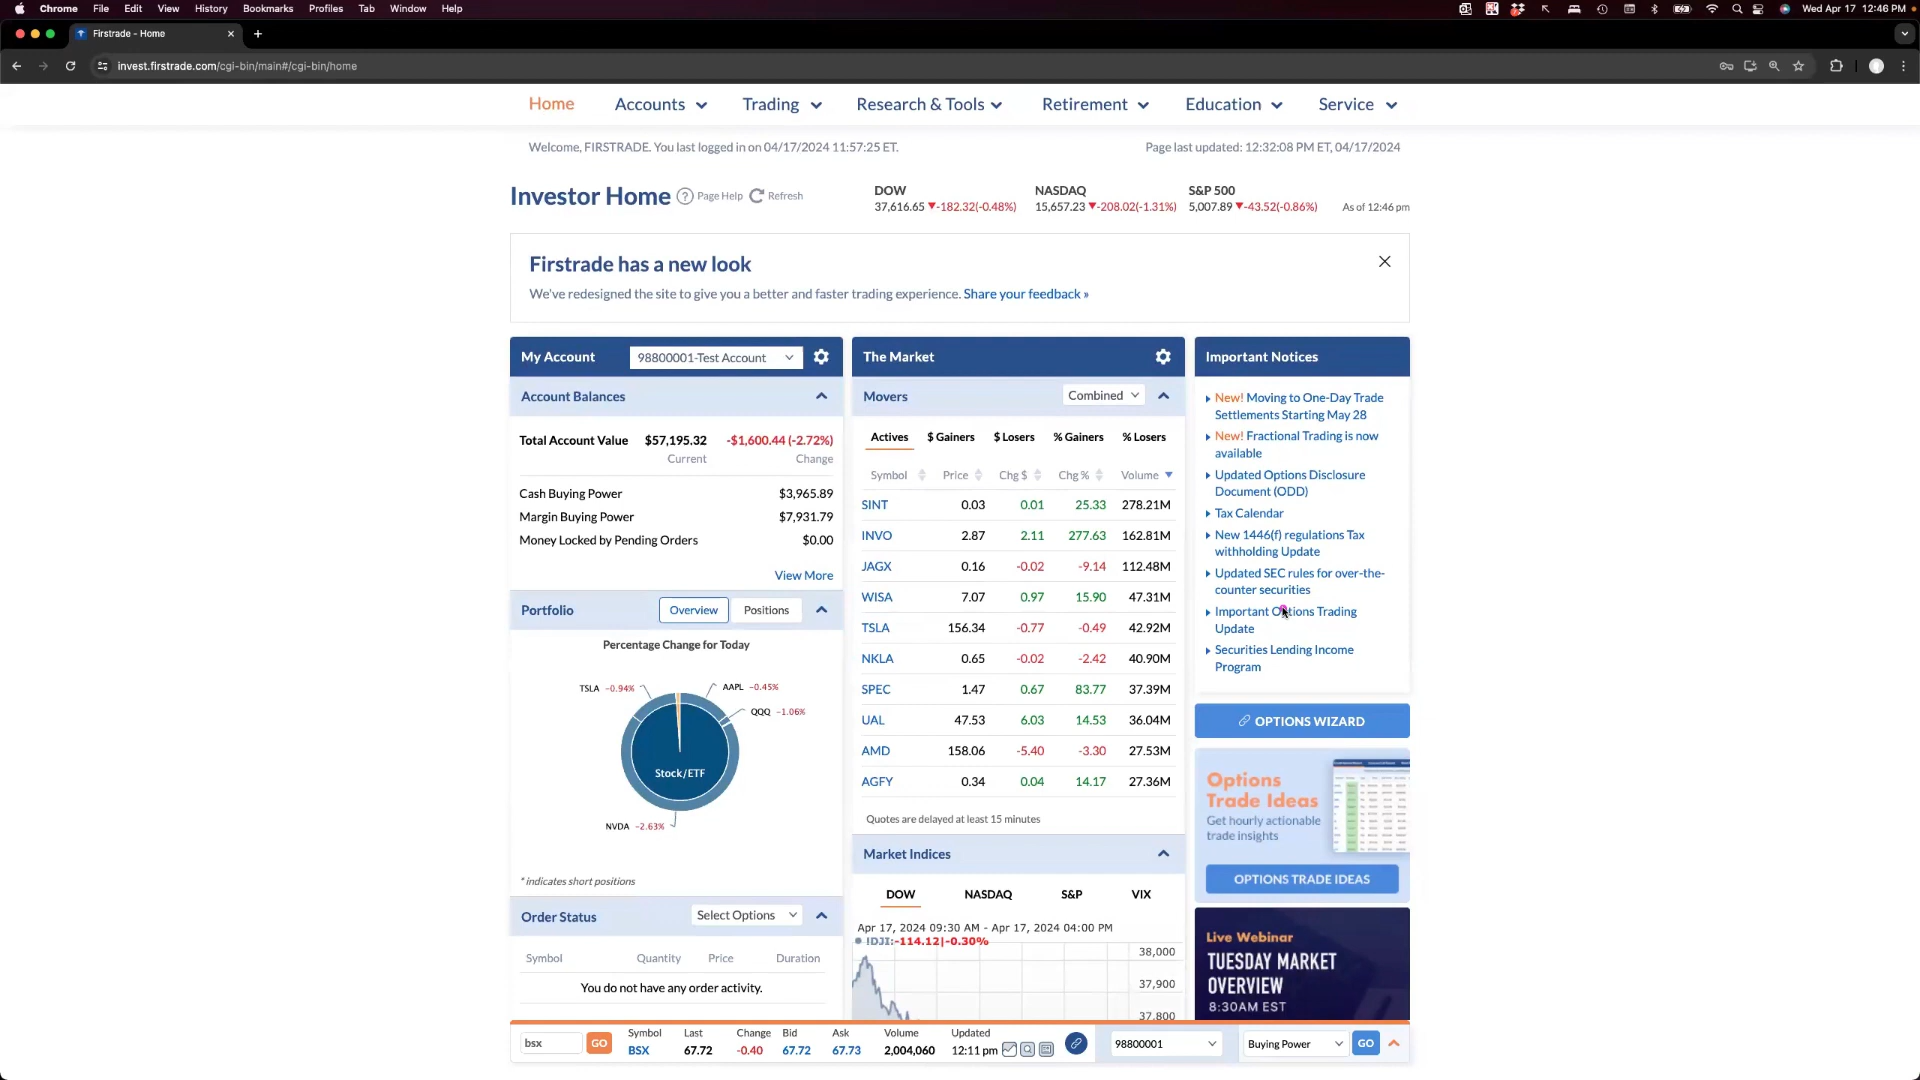 Chrome File Edit View History Bookmarks Profiles Tab Window Help
Wed Apr 17 12:46 PM
Firstrade - Home
invest.firstrade.com/cgi-bin/main#/cgi-bin/home
Home Accounts Trading Research & Tools Retirement Education Service
Welcome, FIRSTRADE. You last logged in on 04/17/2024 11:57:25 ET.
Page last updated: 12:32:08 PM ET, 04/17/2024
Investor Home ? Page Help Refresh
DOW NASDAQ S&P 500
37,616.65 ▼-182.32(-0.48%) 15,657.23 ▼-208.02(-1.31%) 5,007.89 ▼-43.52(-0.86%) As of 12:46 pm
Firstrade has a new look
We've redesigned the site to give you a better and faster trading experience. Share your feedback »
My Account 98800001-Test Account
Account Balances
Total Account Value $57,195.32 -$1,600.44 (-2.72%)
Current Change
Cash Buying Power $3,965.89
Margin Buying Power $7,931.79
Money Locked by Pending Orders $0.00
View More
Portfolio Overview Positions
Percentage Change for Today
TSLA -0.94% AAPL -0.45%
QQQ -1.06%
Stock/ETF
NVDA -2.63%
* indicates short positions
Order Status Select Options
Symbol Quantity Price Duration
You do not have any order activity.
The Market
Movers Combined
Actives $ Gainers $ Losers % Gainers % Losers
Symbol Price Chg $ Chg % Volume
SINT 0.03 0.01 25.33 278.21M
INVO 2.87 2.11 277.63 162.81M
JAGX 0.16 -0.02 -9.14 112.48M
WISA 7.07 0.97 15.90 47.31M
TSLA 156.34 -0.77 -0.49 42.92M
NKLA 0.65 -0.02 -2.42 40.90M
SPEC 1.47 0.67 83.77 37.39M
UAL 47.53 6.03 14.53 36.04M
AMD 158.06 -5.40 -3.30 27.53M
AGFY 0.34 0.04 14.17 27.36M
Quotes are delayed at least 15 minutes
Market Indices
DOW NASDAQ S&P VIX
Apr 17, 2024 09:30 AM - Apr 17, 2024 04:00 PM
!DJI:-114.12|-0.30%
38,000
37,900
37,800
Important Notices
New! Moving to One-Day Trade
Settlements Starting May 28
New! Fractional Trading is now
available
Updated Options Disclosure
Document (ODD)
Tax Calendar
New 1446(f) regulations Tax
withholding Update
Updated SEC rules for over-the-
counter securities
Important Options Trading
Update
Securities Lending Income
Program
OPTIONS WIZARD
Options
Trade Ideas
Get hourly actionable
trade insights
OPTIONS TRADE IDEAS
Live Webinar
TUESDAY MARKET
OVERVIEW
8:30AM EST
bsx GO
Symbol Last Change Bid Ask Volume Updated
BSX 67.72 -0.40 67.72 67.73 2,004,060 12:11 pm
98800001 Buying Power GO